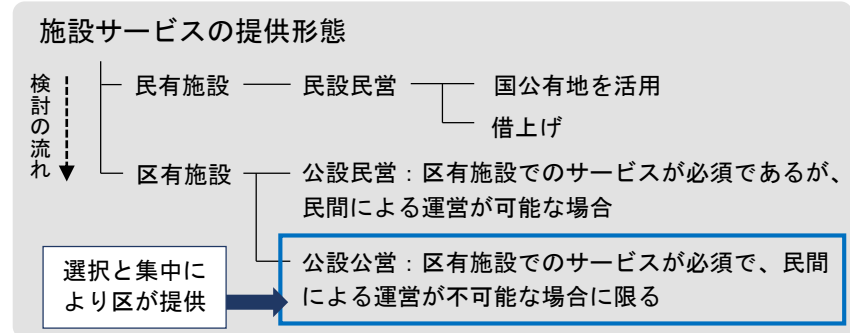 施設サービスの提供形態
検討の流れ
民有施設
民設民営
国公有地を活用
借上げ
区有施設
公設民営：区有施設でのサービスが必須であるが、
民間による運営が可能な場合
選択と集中に
より区が提供
公設公営：区有施設でのサービスが必須で、民間
による運営が不可能な場合に限る